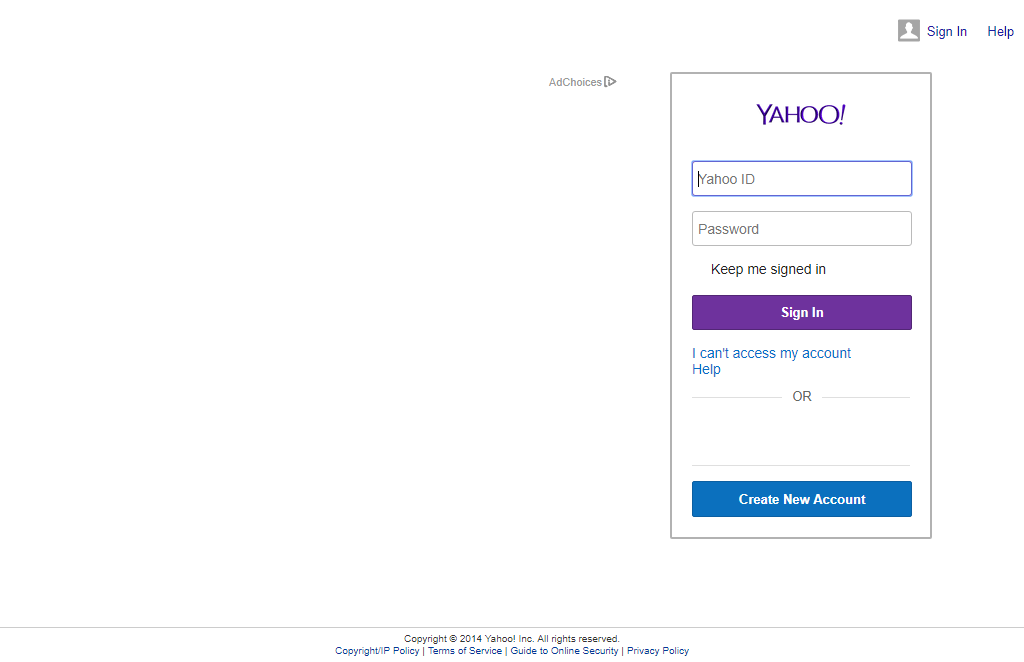 Sign In Help
AdChoices
YAHOO!
Yahoo ID
Password
Keep me signed in
Sign In
I can't access my account
Help
OR
Create New Account
Copyright © 2014 Yahoo! Inc. All rights reserved.
Copyright/IP Policy | Terms of Service | Guide to Online Security | Privacy Policy